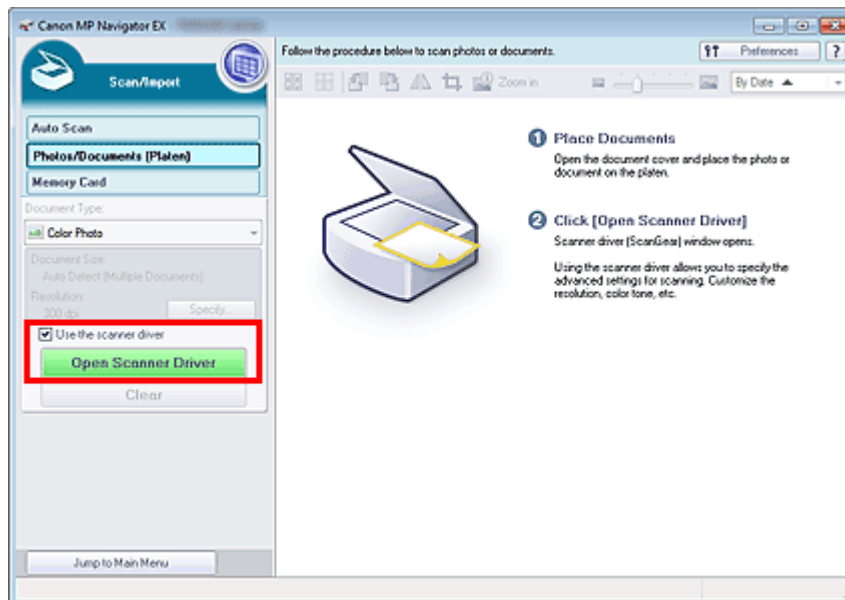 Canon MP Navigator EX
Scan/Import
Follow the procedure below to scan photos or documents.
Preferences
?
Zoom in
By Date
Auto Scan
Photos/Documents (Platen)
Memory Card
Document Type:
Color Photo
Document Size:
Auto Detect (Multiple Documents)
Resolution:
300 dpi
Specify...
Use the scanner driver
Open Scanner Driver
Clear
Jump to Main Menu
1 Place Documents
Open the document cover and place the photo or
document on the platen.
2 Click [Open Scanner Driver]
Scanner driver (ScanGear) window opens.
Using the scanner driver allows you to specify the
advanced settings for scanning. Customize the
resolution, color tone, etc.